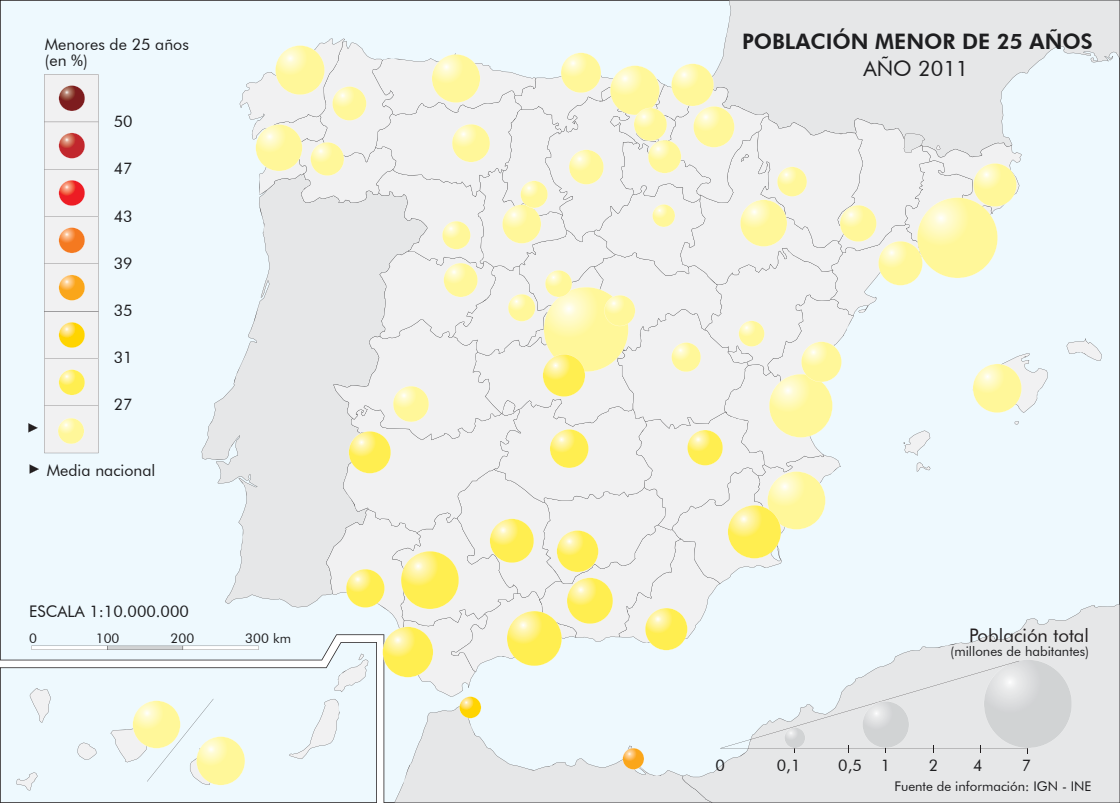 POBLACIÓN MENOR DE 25 AÑOS
AÑO 2011
Menores de 25 años
(en %)
50
47
43
39
35
31
27
Media nacional
ESCALA 1:10.000.000
0 100 200 300 km
Población total
(millones de habitantes)
0 0,1 0,5 1 2 4 7
Fuente de información: IGN - INE